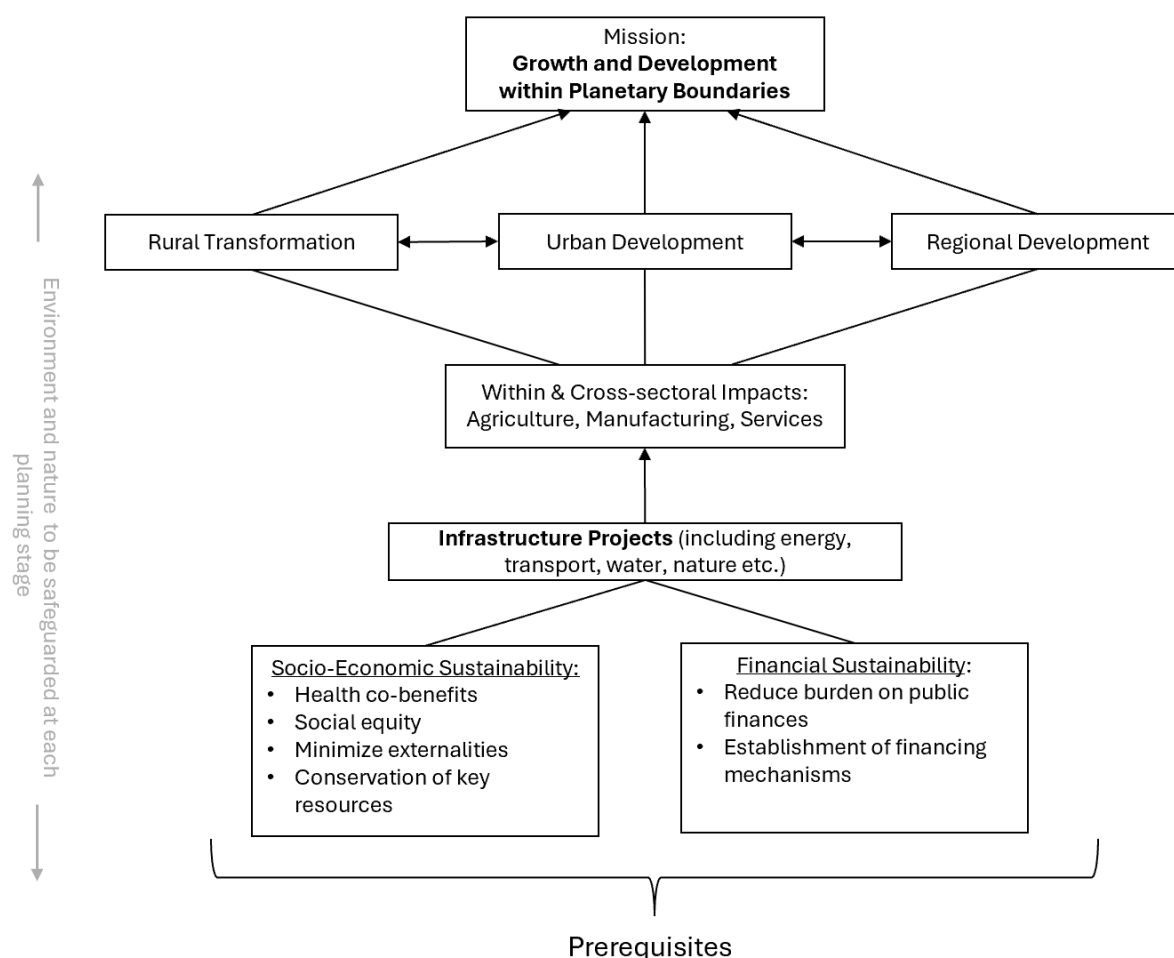 Mission:
Growth and Development
within Planetary Boundaries
Rural Transformation
Urban Development
Regional Development
Environment and nature to be safeguarded at each
planning stage
Within & Cross-sectoral Impacts:
Agriculture, Manufacturing, Services
Infrastructure Projects (including energy,
transport, water, nature etc.)
Socio-Economic Sustainability:
• Health co-benefits
• Social equity
• Minimize externalities
• Conservation of key
resources
Financial Sustainability:
• Reduce burden on public
finances
• Establishment of financing
mechanisms
Prerequisites